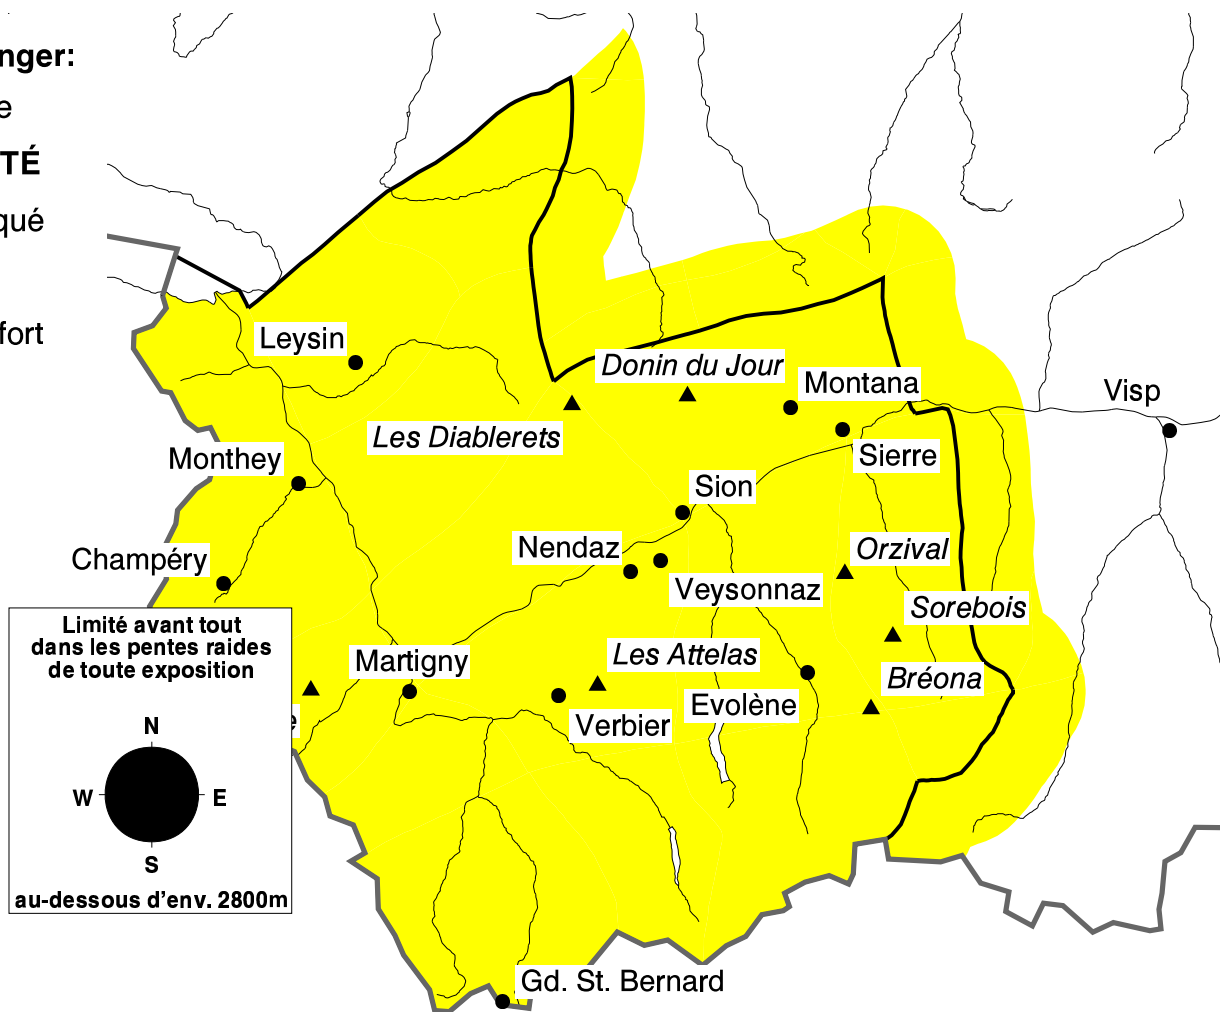 nger:
e
TÉ
qué
fort
Leysin
Donin du Jour
Montana
Visp
Les Diablerets
Sierre
Monthey
Sion
Nendaz
Orzival
Champéry
Veysonnaz
Sorebois
Limité avant tout
dans les pentes raides
de toute exposition
Martigny
Les Attelas
Bréona
Evolène
Verbier
e
N
W E
S
au-dessous d'env. 2800m
Gd. St. Bernard